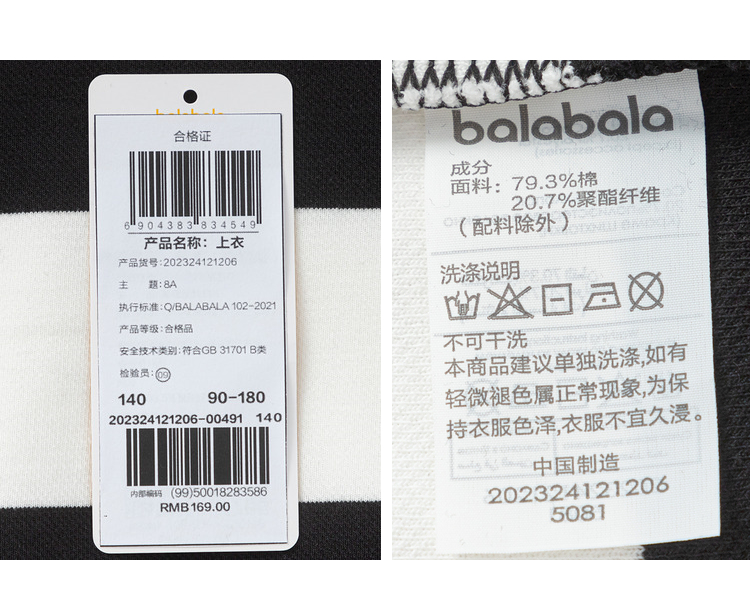 balabala
合格证
6 904383 834549
产品名称：上衣
产品货号：202324121206
主 题：8A
执行标准：Q/BALABALA 102-2021
产品等级：合格品
安全技术类别：符合GB 31701 B类
检验员：09
140 90-180
202324121206-00491 140
内部编码 (99)50018283586
RMB169.00
balabala
成分
面料：79.3%棉
20.7%聚酯纤维
（配料除外）
洗涤说明
不可干洗
本商品建议单独洗涤,如有
轻微褪色属正常现象,为保
持衣服色泽,衣服不宜久浸。
中国制造
202324121206
5081